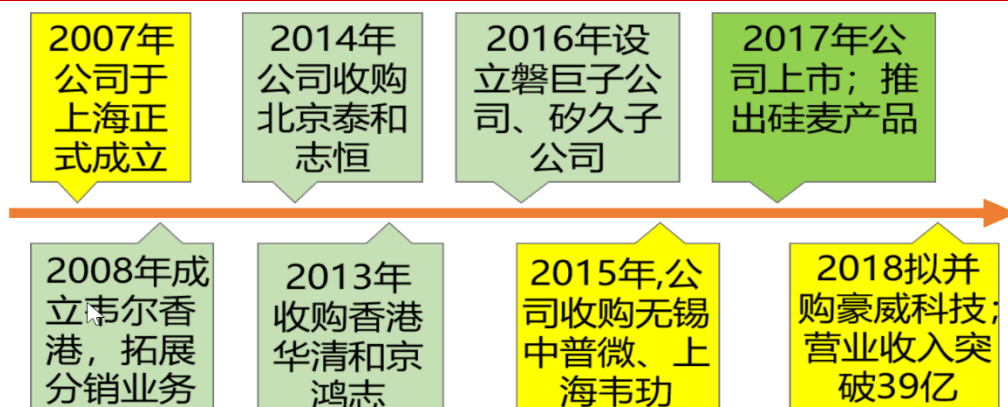 2007年
公司于
上海正
式成立
2014年
公司收购
北京泰和
志恒
2016年设
立磐巨子公
司、矽久子
公司
2017年公
司上市；推
出硅麦产品
2008年成
立韦尔香
港，拓展
分销业务
2013年
收购香港
华清和京
鸿志
2015年,公
司收购无锡
中普微、上
海韦玏
2018拟并
购豪威科技；
营业收入突
破39亿